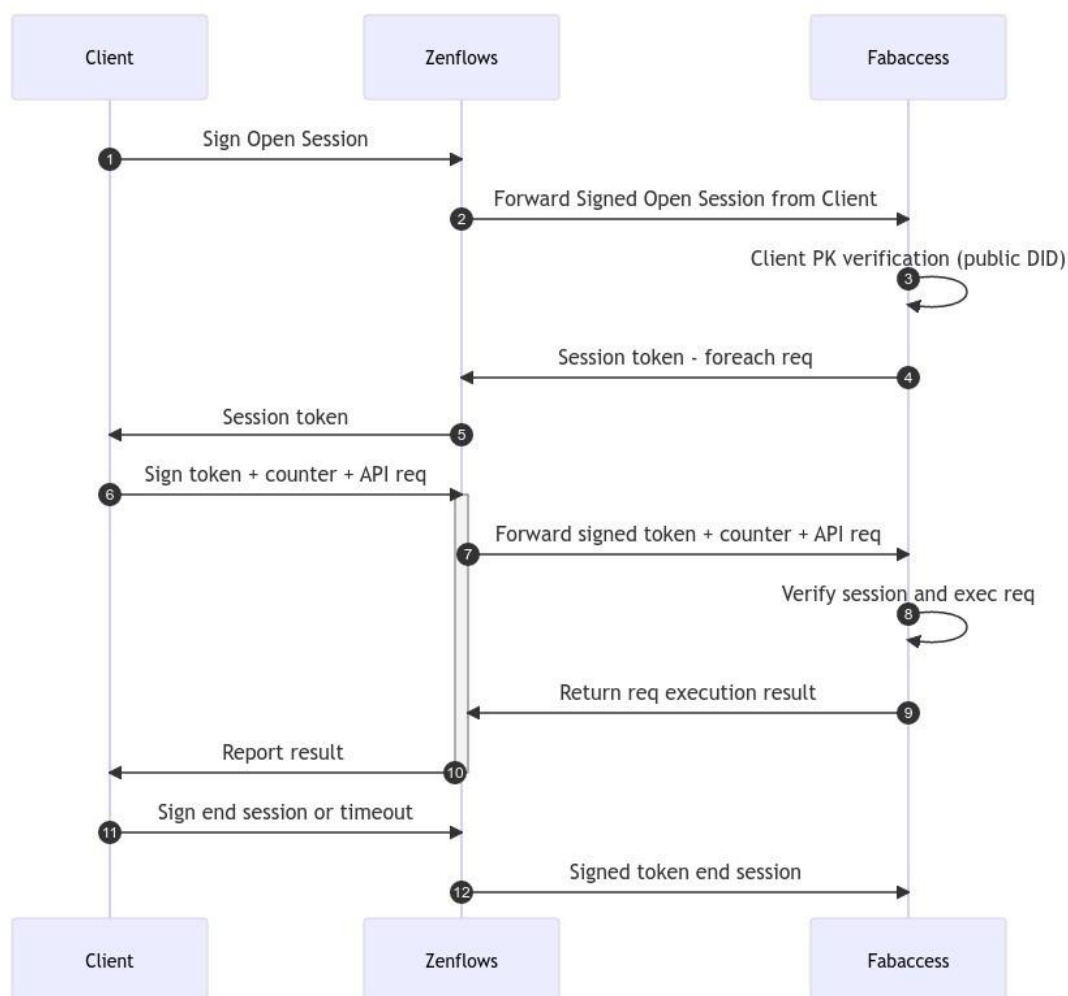 Client
Zenflows
Fabaccess
Sign Open Session
1
Forward Signed Open Session from Client
2
Client PK verification (public DID)
3
Session token - foreach req
4
Session token
5
Sign token + counter + API req
6
Forward signed token + counter + API req
7
Verify session and exec req
8
Return req execution result
9
Report result
10
Sign end session or timeout
11
Signed token end session
12
Client
Zenflows
Fabaccess